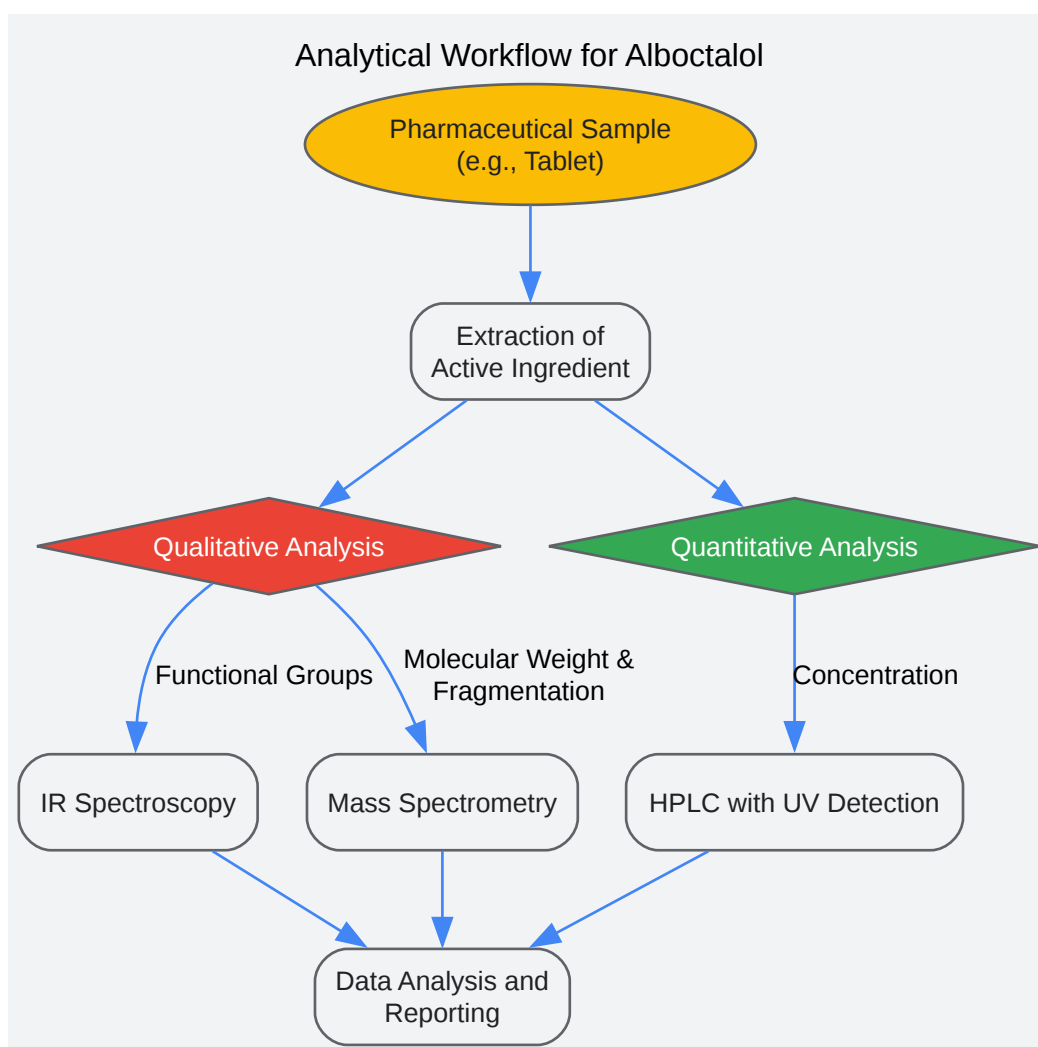 Analytical Workflow for Alboctalol
Pharmaceutical Sample
(e.g., Tablet)
Extraction of
Active Ingredient
Qualitative Analysis
Quantitative Analysis
Functional Groups
Molecular Weight &
Fragmentation
Concentration
IR Spectroscopy
Mass Spectrometry
HPLC with UV Detection
Data Analysis and
Reporting